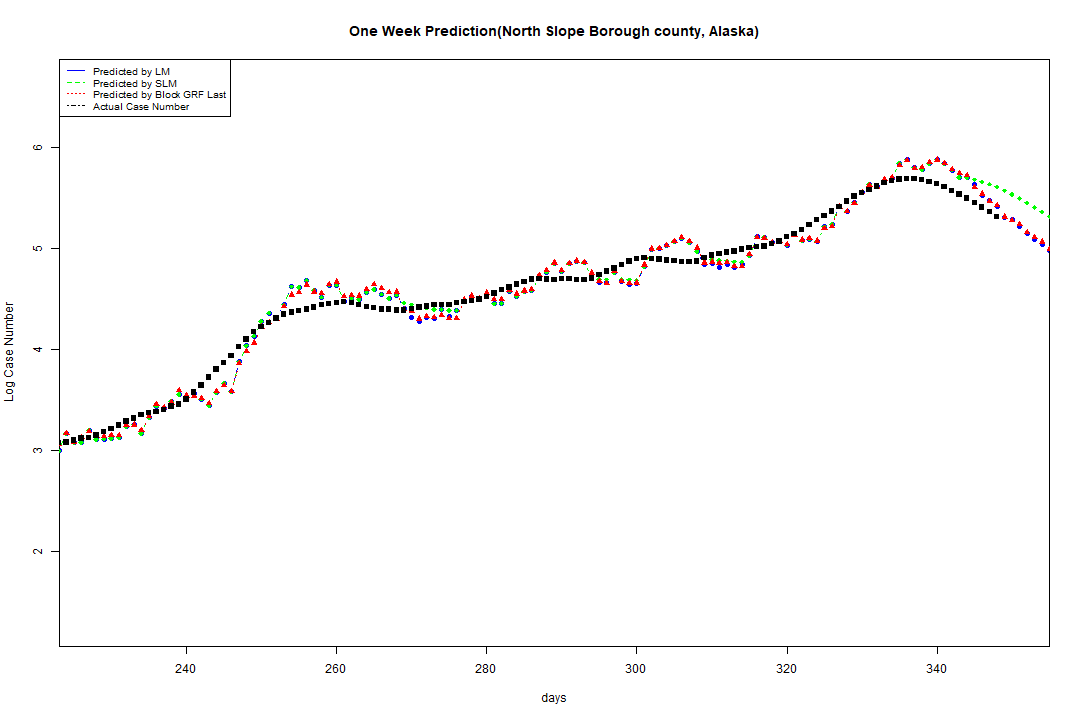 One Week Prediction(North Slope Borough county, Alaska)
Predicted by LM
Predicted by SLM
Predicted by Block GRF Last
Actual Case Number
6
5
4
3
2
Log Case Number
240 260 280 300 320 340
days